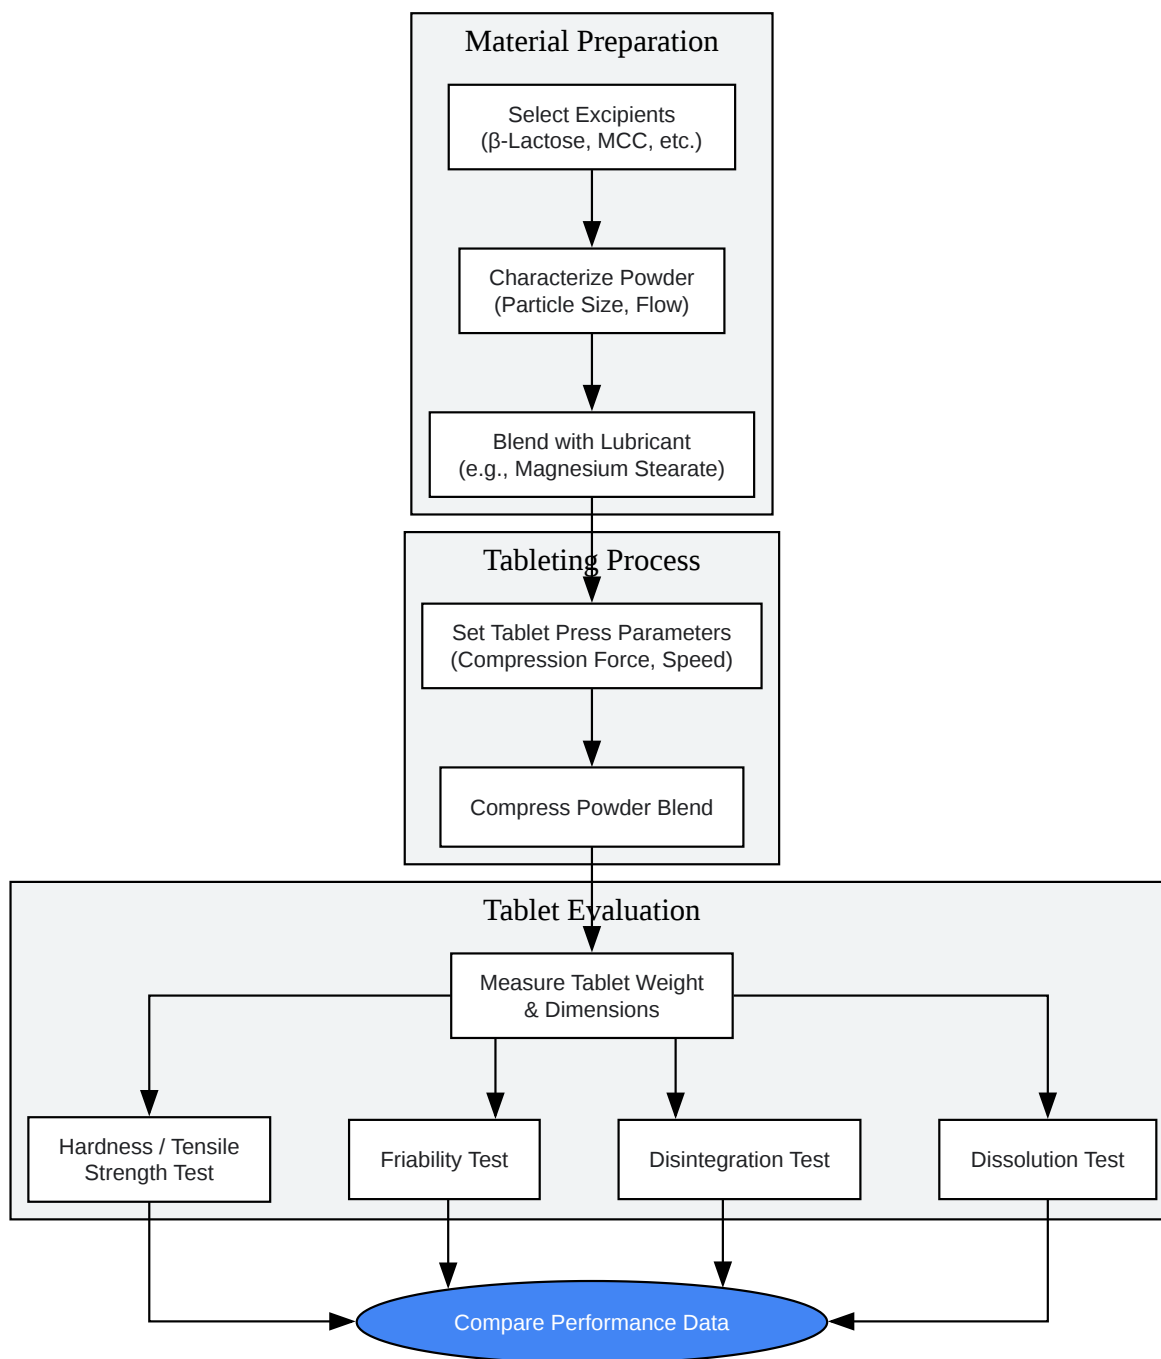 Material Preparation
Select Excipients
(β-Lactose, MCC, etc.)
Characterize Powder
(Particle Size, Flow)
Blend with Lubricant
(e.g., Magnesium Stearate)
Tableting Process
Set Tablet Press Parameters
(Compression Force, Speed)
Compress Powder Blend
Tablet Evaluation
Measure Tablet Weight
& Dimensions
Hardness / Tensile
Strength Test
Friability Test
Disintegration Test
Dissolution Test
Compare Performance Data